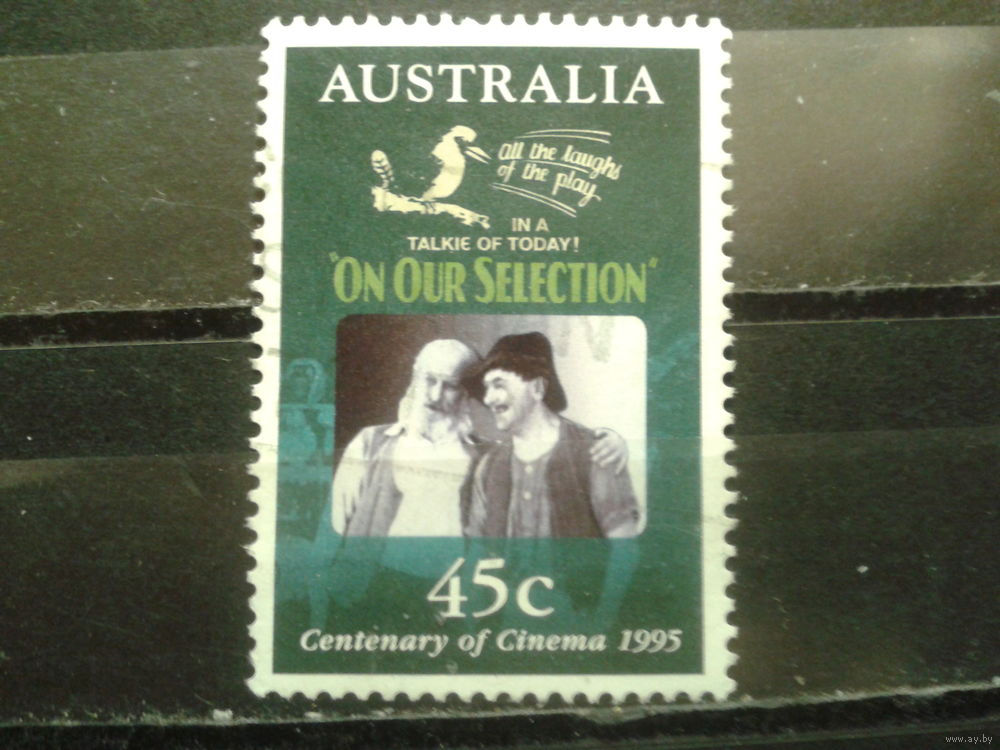 AUSTRALIA
All the laughs
of the play
IN A
TALKIE OF TODAY!
"ON OUR SELECTION"
45c
Centenary of Cinema 1995
www.ay.by